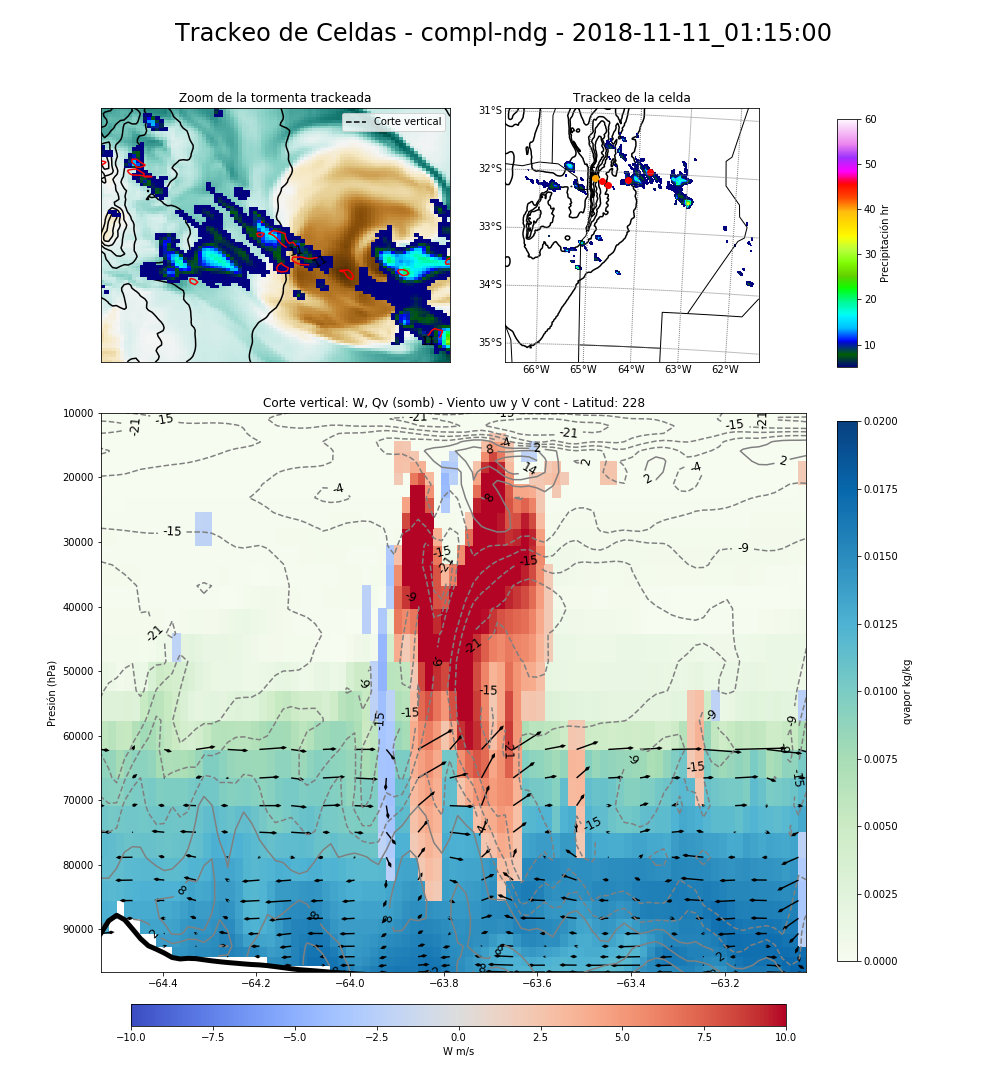 Trackeo de Celdas - compl-ndg - 2018-11-11_01:15:00
Zoom de la tormenta trackeada
Corte vertical
Trackeo de la celda
31°S
32°S
33°S
34°S
35°S
66°W 65°W 64°W 63°W 62°W
60
50
40
30
20
10
Precipitación hr
Corte vertical: W, Qv (somb) - Viento uw y V cont - Latitud: 228
Presión (hPa)
10000
20000
30000
40000
50000
60000
70000
80000
90000
−64.4 −64.2 −64.0 −63.8 −63.6 −63.4 −63.2
0.0200
0.0175
0.0150
0.0125
0.0100
0.0075
0.0050
0.0025
0.0000
qvapor kg/kg
−10.0 −7.5 −5.0 −2.5 0.0 2.5 5.0 7.5 10.0
W m/s